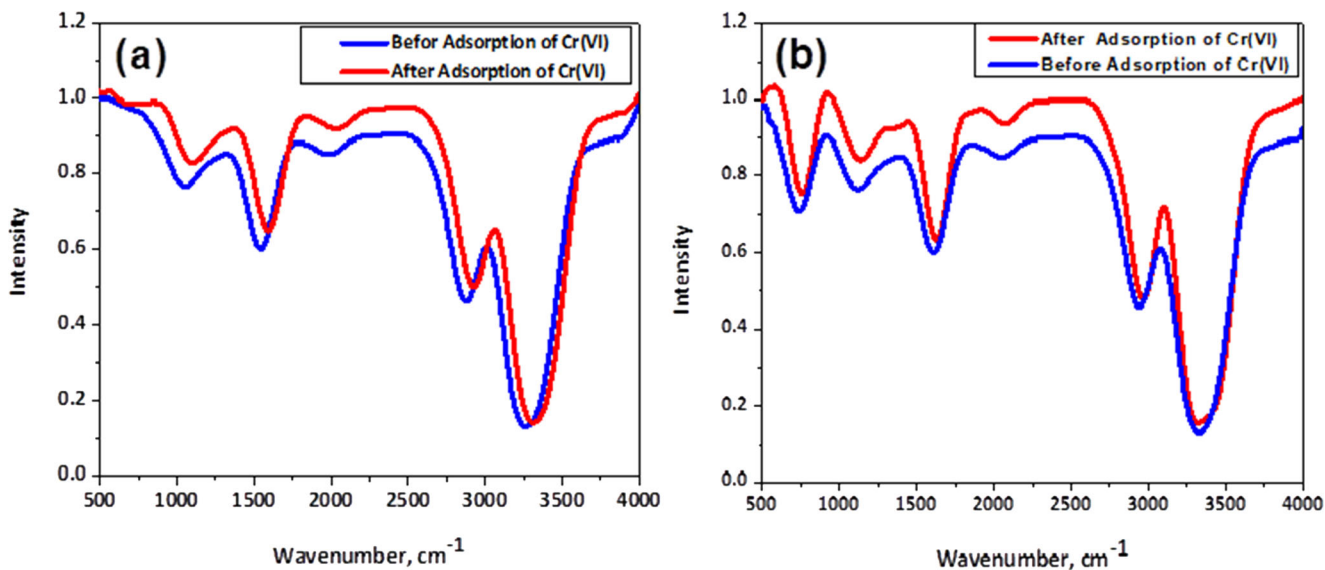 (a)
Befor Adsorption of Cr(VI)
After Adsorption of Cr(VI)
Intensity
1.2
1.0
0.8
0.6
0.4
0.2
0.0
500 1000 1500 2000 2500 3000 3500 4000
Wavenumber, cm-1
(b)
After Adsorption of Cr(VI)
Before Adsorption of Cr(VI)
Intensity
1.2
1.0
0.8
0.6
0.4
0.2
0.0
500 1000 1500 2000 2500 3000 3500 4000
Wavenumber, cm-1